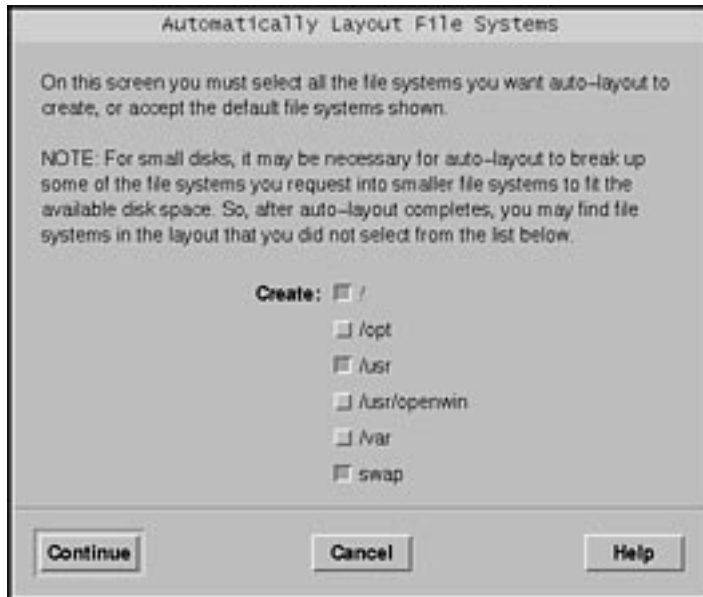 Automatically Layout File Systems
On this screen you must select all the file systems you want auto-layout to
create, or accept the default file systems shown.
NOTE: For small disks, it may be necessary for auto-layout to break up
some of the file systems you request into smaller file systems to fit the
available disk space. So, after auto-layout completes, you may find file
systems in the layout that you did not select from the list below.
Create: /
/opt
/usr
/usr/openwin
/var
swap
Continue Cancel Help